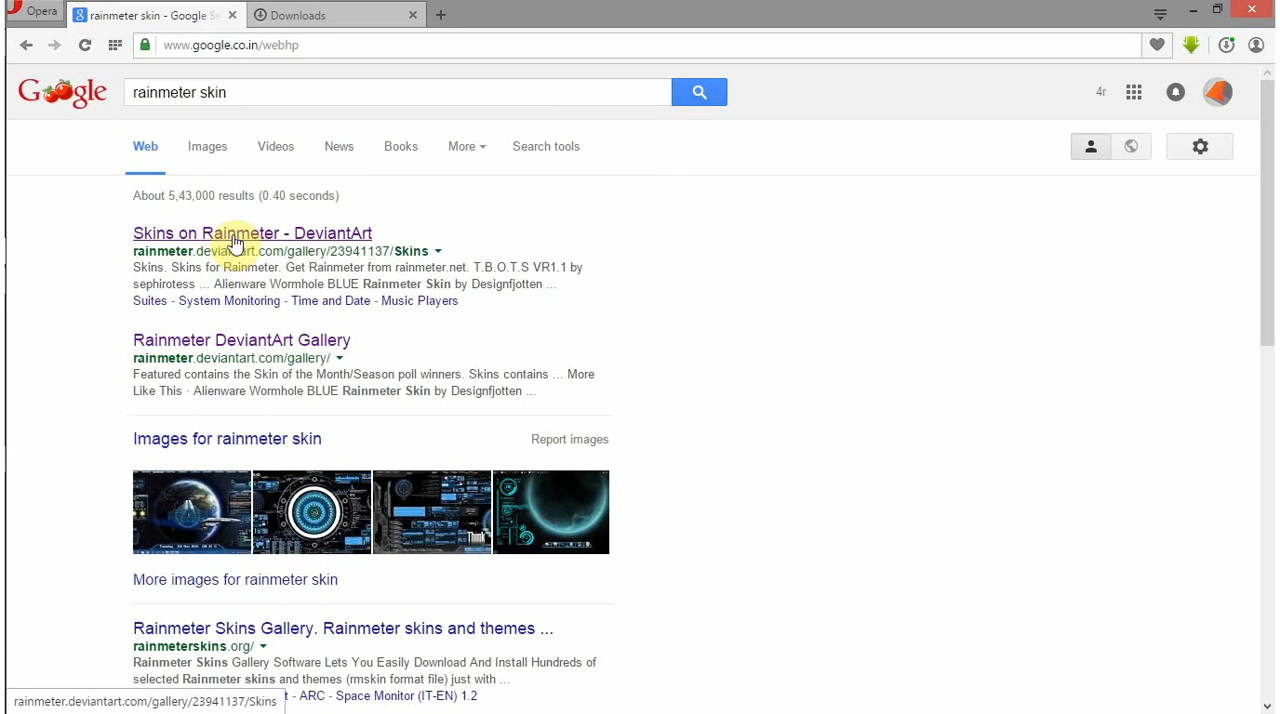 Opera
rainmeter skin - Google Se
Downloads
www.google.co.in/webhp
Google
rainmeter skin
4r
Web Images Videos News Books More Search tools
About 5,43,000 results (0.40 seconds)
Skins on Rainmeter - DeviantArt
rainmeter.deviantart.com/gallery/23941137/Skins
Skins. Skins for Rainmeter. Get Rainmeter from rainmeter.net. T.B.O.T.S VR1.1 by
sephirotess ... Alienware Wormhole BLUE Rainmeter Skin by Designfjotten ...
Suites - System Monitoring - Time and Date - Music Players
Rainmeter DeviantArt Gallery
rainmeter.deviantart.com/gallery/
Featured contains the Skin of the Month/Season poll winners. Skins contains ... More
Like This · Alienware Wormhole BLUE Rainmeter Skin by Designfjotten ...
Images for rainmeter skin
Report images
More images for rainmeter skin
Rainmeter Skins Gallery. Rainmeter skins and themes ...
rainmeterskins.org/
Rainmeter Skins Gallery Software Lets You Easily Download And Install Hundreds of
selected Rainmeter skins and themes (rmskin format file) just with ...
t - ARC - Space Monitor (IT-EN) 1.2
rainmeter.deviantart.com/gallery/23941137/Skins